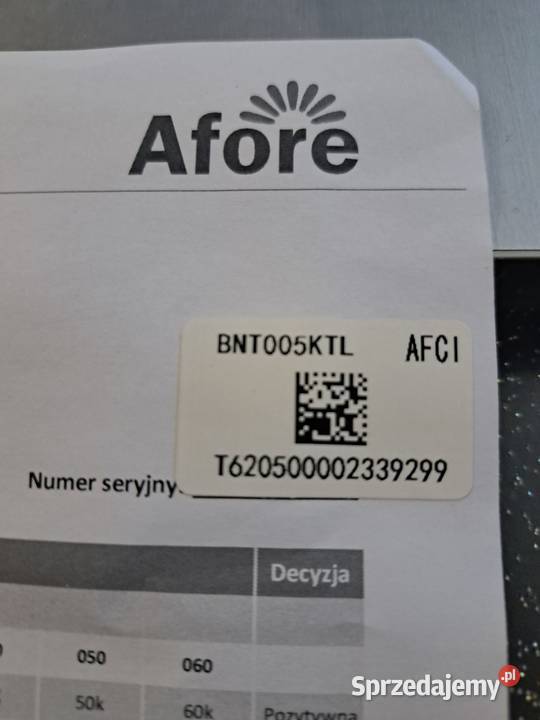 Afore
BNT005KTL AFCI
T620500002339299
Numer seryjny
Decyzja
050 060
50k 60k Pozytywna
Sprzedajemy.pl